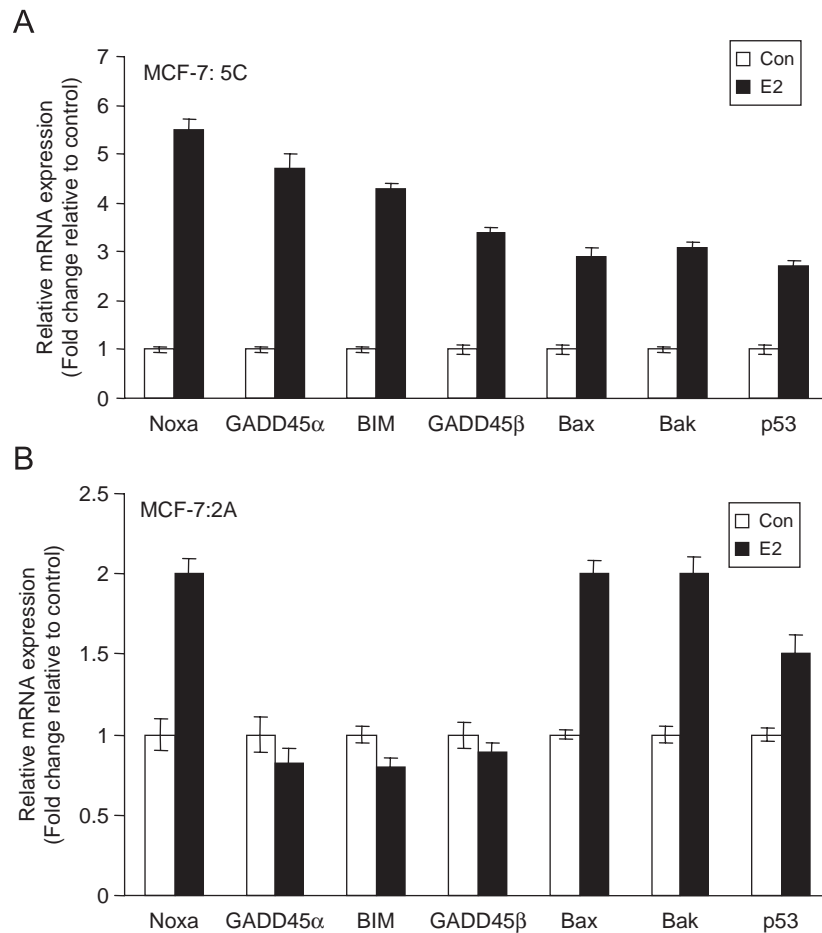 A
MCF-7: 5C
Con
E2
Relative mRNA expression
(Fold change relative to control)
7
6
5
4
3
2
1
0
Noxa GADD45α BIM GADD45β Bax Bak p53
B
MCF-7:2A
Con
E2
Relative mRNA expression
(Fold change relative to control)
2.5
2
1.5
1
0.5
0
Noxa GADD45α BIM GADD45β Bax Bak p53